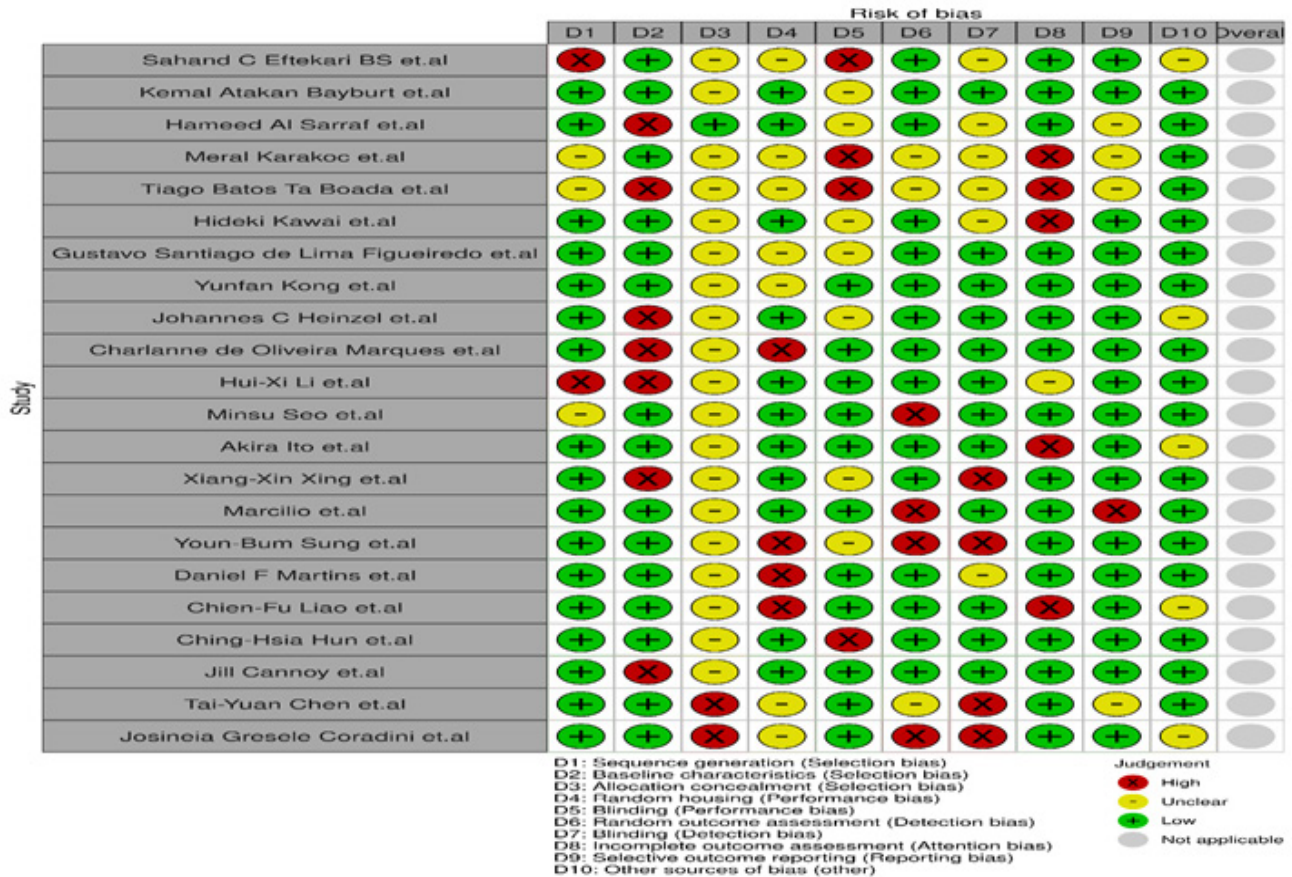 Risk of bias
D1 D2 D3 D4 D5 D6 D7 D8 D9 D10 Overal
Study
Sahand C Eftekari BS et.al
Kemal Atakan Bayburt et.al
Hameed Al Sarraf et.al
Meral Karakoc et.al
Tiago Batos Ta Boada et.al
Hideki Kawai et.al
Gustavo Santiago de Lima Figueiredo et.al
Yunfan Kong et.al
Johannes C Heinzel et.al
Charlanne de Oliveira Marques et.al
Hui-Xi Li et.al
Minsu Seo et.al
Akira Ito et.al
Xiang-Xin Xing et.al
Marcilio et.al
Youn-Bum Sung et.al
Daniel F Martins et.al
Chien-Fu Liao et.al
Ching-Hsia Hun et.al
Jill Cannoy et.al
Tai-Yuan Chen et.al
Josineia Gresele Coradini et.al
D1: Sequence generation (Selection bias)
D2: Baseline characteristics (Selection bias)
D3: Allocation concealment (Selection bias)
D4: Random housing (Performance bias)
D5: Blinding (Performance bias)
D6: Random outcome assessment (Detection bias)
D7: Blinding (Detection bias)
D8: Incomplete outcome assessment (Attention bias)
D9: Selective outcome reporting (Reporting bias)
D10: Other sources of bias (other)
Judgement
High
Unclear
Low
Not applicable